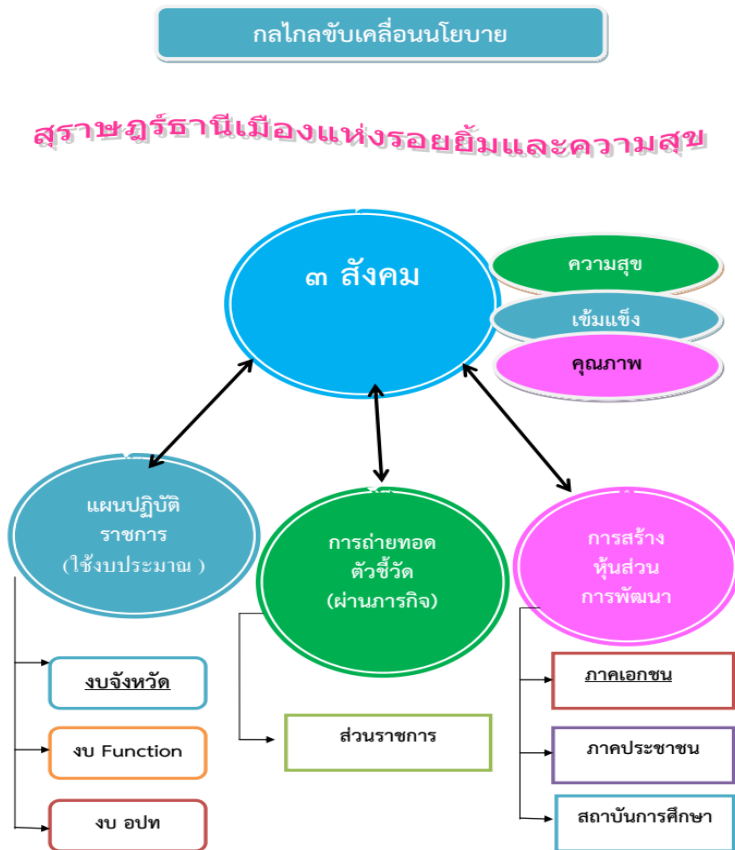 กลไกลขับเคลื่อนนโยบาย
สุราษฎร์ธานีเมืองแห่งรอยยิ้มและความสุข
๓ สังคม
ความสุข
เข้มแข็ง
คุณภาพ
แผนปฏิบัติ
ราชการ
(ใช้งบประมาณ )
การถ่ายทอด
ตัวชี้วัด
(ผ่านภารกิจ)
การสร้าง
หุ้นส่วน
การพัฒนา
งบจังหวัด
งบ Function
งบ อปท
ส่วนราชการ
ภาคเอกชน
ภาคประชาชน
สถาบันการศึกษา